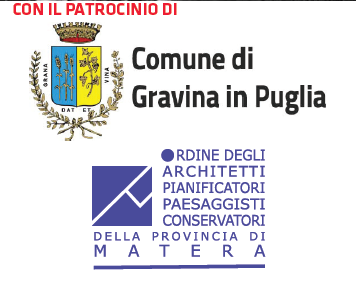 CON IL PATROCINIO DI
GRANA
VINA
DAT ET
Comune di
Gravina in Puglia
ORDINE DEGLI
ARCHITETTI
PIANIFICATORI
PAESAGGISTI
CONSERVATORI
DELLA PROVINCIA DI
MATERA